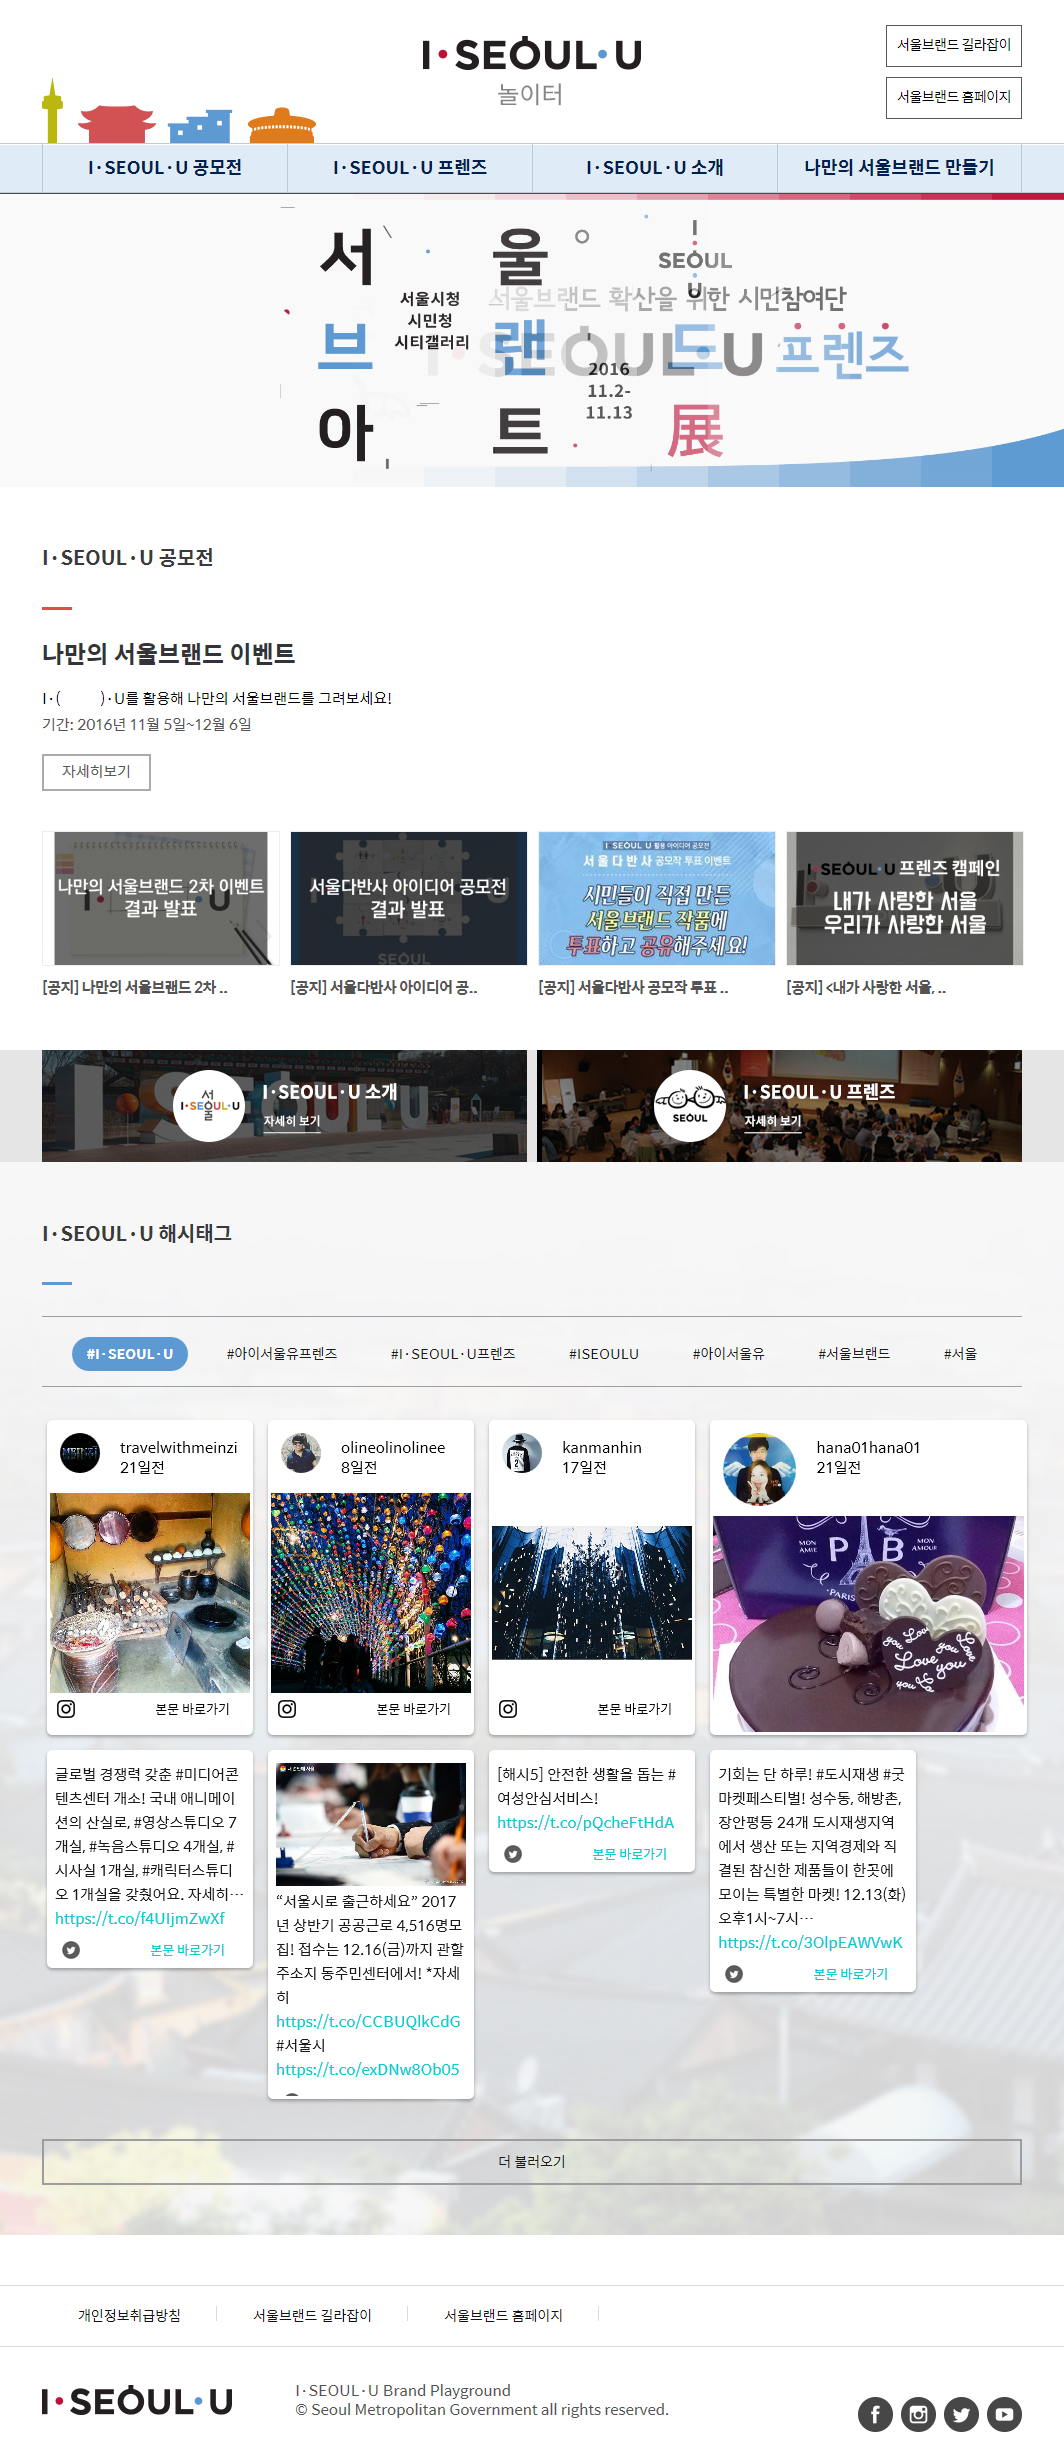 I·SEOUL·U
놀이터
서울브랜드 길라잡이
서울브랜드 홈페이지
I·SEOUL·U 공모전
I·SEOUL·U 프렌즈
I·SEOUL·U 소개
나만의 서울브랜드 만들기
서 울
브 랜 드
아 트 展
서울시청
시민청
시티갤러리
2016
11.2-
11.13
I
SEOUL
U
서울브랜드 확산을 위한 시민참여단
I·SEOUL·U 프렌즈
I·SEOUL·U 공모전
나만의 서울브랜드 이벤트
I·( )·U를 활용해 나만의 서울브랜드를 그려보세요!
기간: 2016년 11월 5일~12월 6일
자세히보기
나만의 서울브랜드 2차 이벤트
결과 발표
서울다반사 아이디어 공모전
결과 발표
SEOUL
I SEOUL U 활용 아이디어 공모전
서울다반사 공모작 투표 이벤트
시민들이 직접 만든
서울브랜드 작품에
투표하고 공유해주세요!
I·SEOUL·U 프렌즈 캠페인
내가 사랑한 서울
우리가 사랑한 서울
[공지] 나만의 서울브랜드 2차 ..
[공지] 서울다반사 아이디어 공..
[공지] 서울다반사 공모작 투표 ..
[공지] <내가 사랑한 서울, ..
서
I·SEOUL·U
울
I·SEOUL·U 소개
자세히 보기
SEOUL
I·SEOUL·U 프렌즈
자세히 보기
I·SEOUL·U 해시태그
#I·SEOUL·U
#아이서울유프렌즈
#I·SEOUL·U프렌즈
#ISEOULU
#아이서울유
#서울브랜드
#서울
MEINZI
travelwithmeinzi
21일전
olineolinolinee
8일전
kanmanhin
17일전
hana01hana01
21일전
MON AMIE
PB
MON AMOUR
PARIS
Love you
본문 바로가기
본문 바로가기
본문 바로가기
글로벌 경쟁력 갖춘 #미디어콘
텐츠센터 개소! 국내 애니메이
션의 산실로, #영상스튜디오 7
개실, #녹음스튜디오 4개실, #
시사실 1개실, #캐릭터스튜디
오 1개실을 갖췄어요. 자세히…
https://t.co/f4UIjmZwXf
본문 바로가기
“서울시로 출근하세요” 2017
년 상반기 공공근로 4,516명모
집! 접수는 12.16(금)까지 관할
주소지 동주민센터에서! *자세
히
https://t.co/CCBUQlkCdG
#서울시
https://t.co/exDNw8Ob05
[해시5] 안전한 생활을 돕는 #
여성안심서비스!
https://t.co/pQcheFtHdA
본문 바로가기
기회는 단 하루! #도시재생 #굿
마켓페스티벌! 성수동, 해방촌,
장안평등 24개 도시재생지역
에서 생산 또는 지역경제와 직
결된 참신한 제품들이 한곳에
모이는 특별한 마켓! 12.13(화)
오후1시~7시…
https://t.co/3OlpEAWVwK
본문 바로가기
더 불러오기
개인정보취급방침
서울브랜드 길라잡이
서울브랜드 홈페이지
I·SEOUL·U
I·SEOUL·U Brand Playground
© Seoul Metropolitan Government all rights reserved.